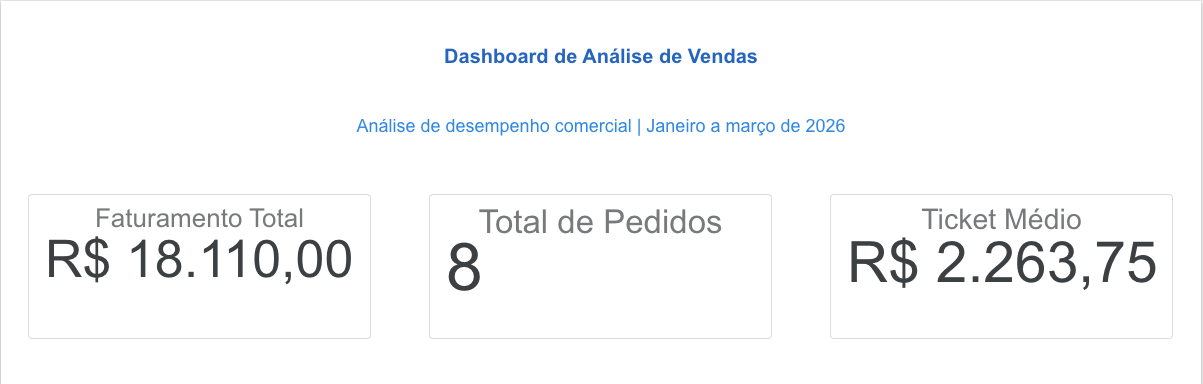 Dashboard de Análise de Vendas
Análise de desempenho comercial | Janeiro a março de 2026
Faturamento Total
R$ 18.110,00
Total de Pedidos
8
Ticket Médio
R$ 2.263,75